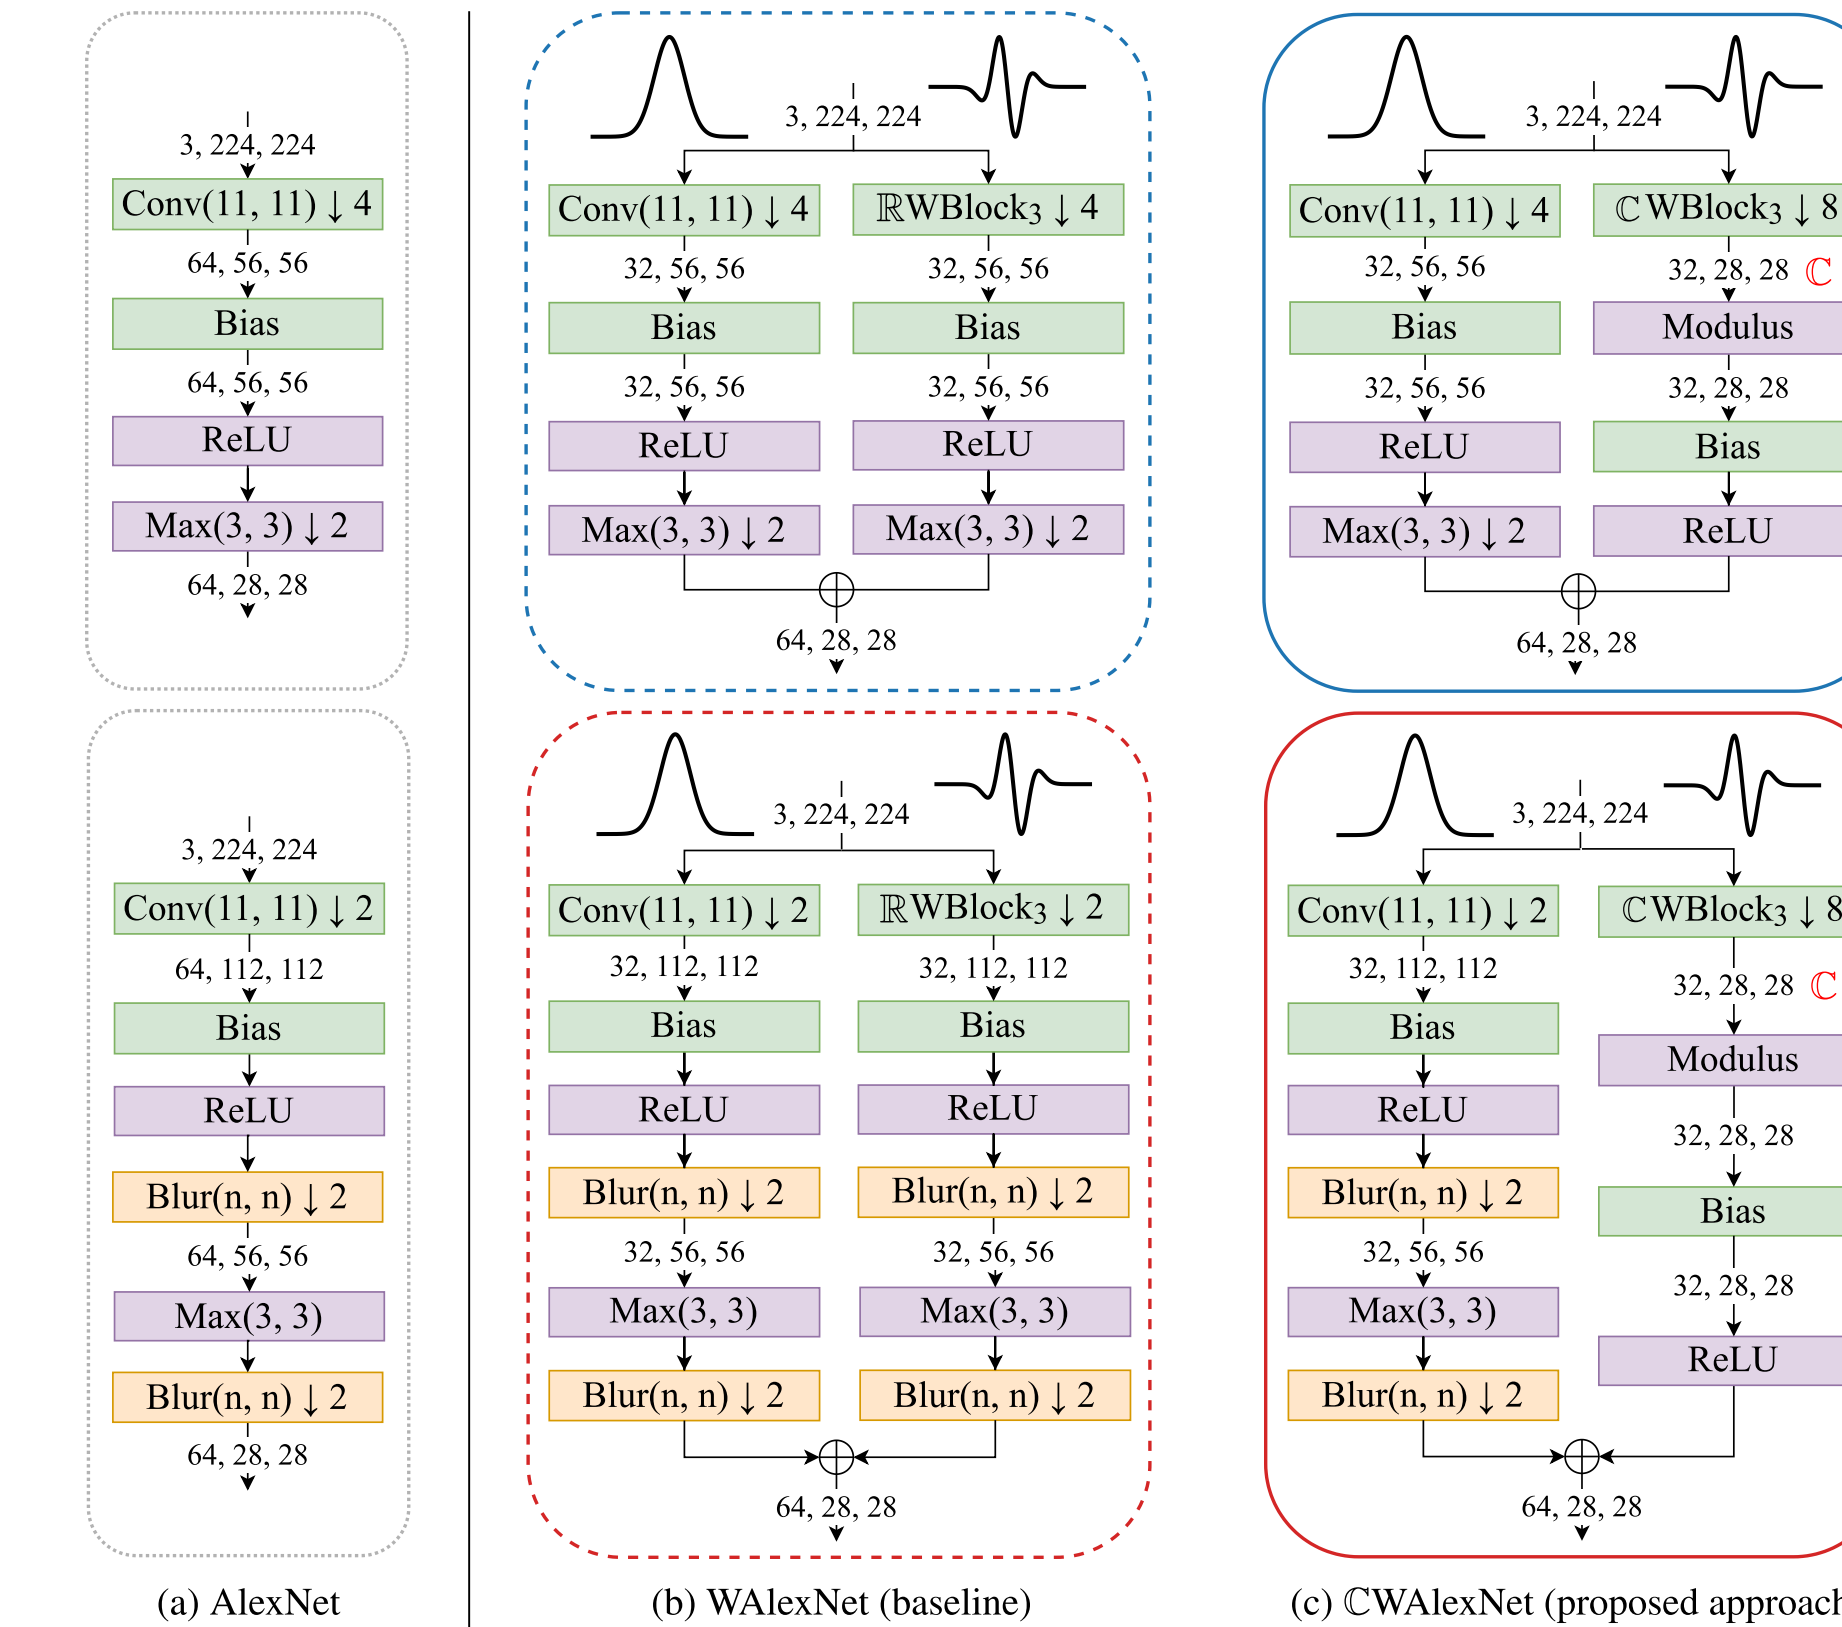 3, 224, 224
Conv(11, 11) ↓ 4
64, 56, 56
Bias
64, 56, 56
ReLU
Max(3, 3) ↓ 2
64, 28, 28
3, 224, 224
Conv(11, 11) ↓ 2
64, 112, 112
Bias
ReLU
Blur(n, n) ↓ 2
64, 56, 56
Max(3, 3)
Blur(n, n) ↓ 2
64, 28, 28
(a) AlexNet
3, 224, 224
Conv(11, 11) ↓ 4
32, 56, 56
Bias
32, 56, 56
ReLU
Max(3, 3) ↓ 2
ℝWBlock₃ ↓ 4
32, 56, 56
Bias
32, 56, 56
ReLU
Max(3, 3) ↓ 2
64, 28, 28
3, 224, 224
Conv(11, 11) ↓ 2
32, 112, 112
Bias
ReLU
Blur(n, n) ↓ 2
32, 56, 56
Max(3, 3)
Blur(n, n) ↓ 2
ℝWBlock₃ ↓ 2
32, 112, 112
Bias
ReLU
Blur(n, n) ↓ 2
32, 56, 56
Max(3, 3)
Blur(n, n) ↓ 2
64, 28, 28
(b) WAlexNet (baseline)
3, 224, 224
Conv(11, 11) ↓ 4
32, 56, 56
Bias
32, 56, 56
ReLU
Max(3, 3) ↓ 2
ℂWBlock₃ ↓ 8
32, 28, 28 ℂ
Modulus
32, 28, 28
Bias
ReLU
64, 28, 28
3, 224, 224
Conv(11, 11) ↓ 2
32, 112, 112
Bias
ReLU
Blur(n, n) ↓ 2
32, 56, 56
Max(3, 3)
Blur(n, n) ↓ 2
ℂWBlock₃ ↓ 8
32, 28, 28 ℂ
Modulus
32, 28, 28
Bias
32, 28, 28
ReLU
64, 28, 28
(c) ℂWAlexNet (proposed approach